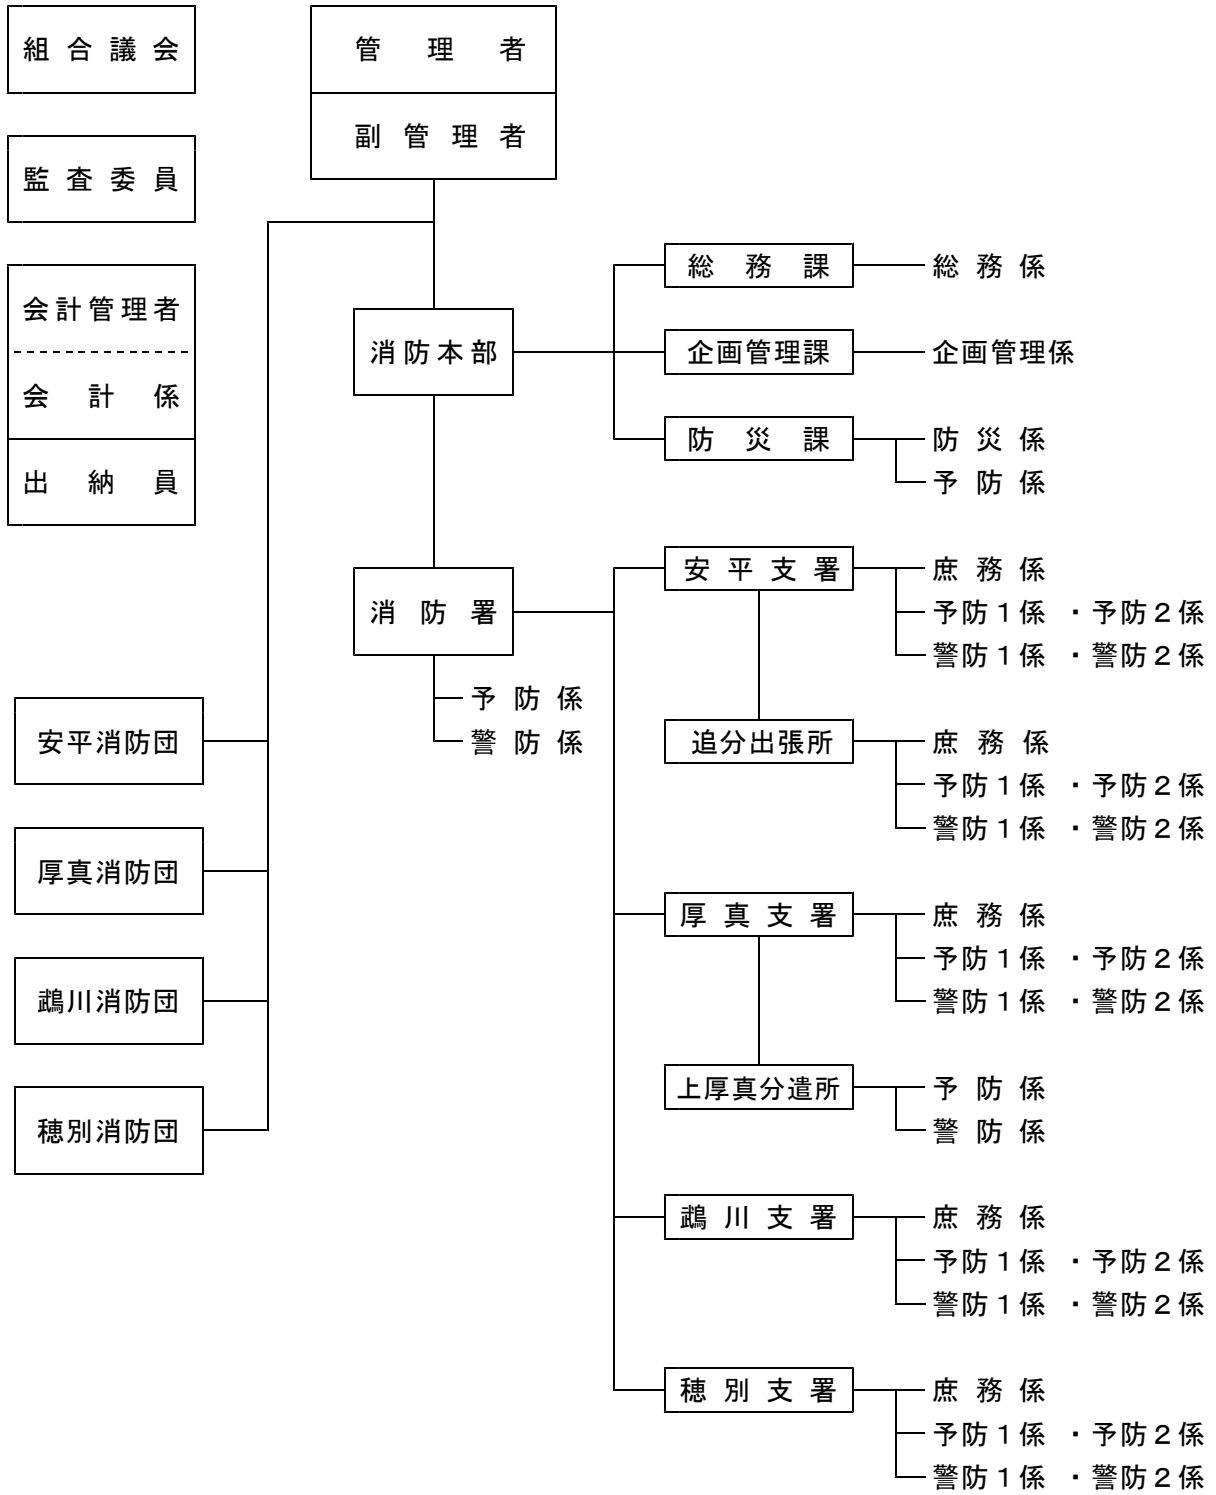 組合議会
監査委員
会計管理者
会計係
出納員
管理者
副管理者
消防本部
総務課
総務係
企画管理課
企画管理係
防災課
防災係
予防係
消防署
予防係
警防係
安平支署
庶務係
予防1係・予防2係
警防1係・警防2係
追分出張所
庶務係
予防1係・予防2係
警防1係・警防2係
厚真支署
庶務係
予防1係・予防2係
警防1係・警防2係
上厚真分遣所
予防係
警防係
鵡川支署
庶務係
予防1係・予防2係
警防1係・警防2係
穂別支署
庶務係
予防1係・予防2係
警防1係・警防2係
安平消防団
厚真消防団
鵡川消防団
穂別消防団